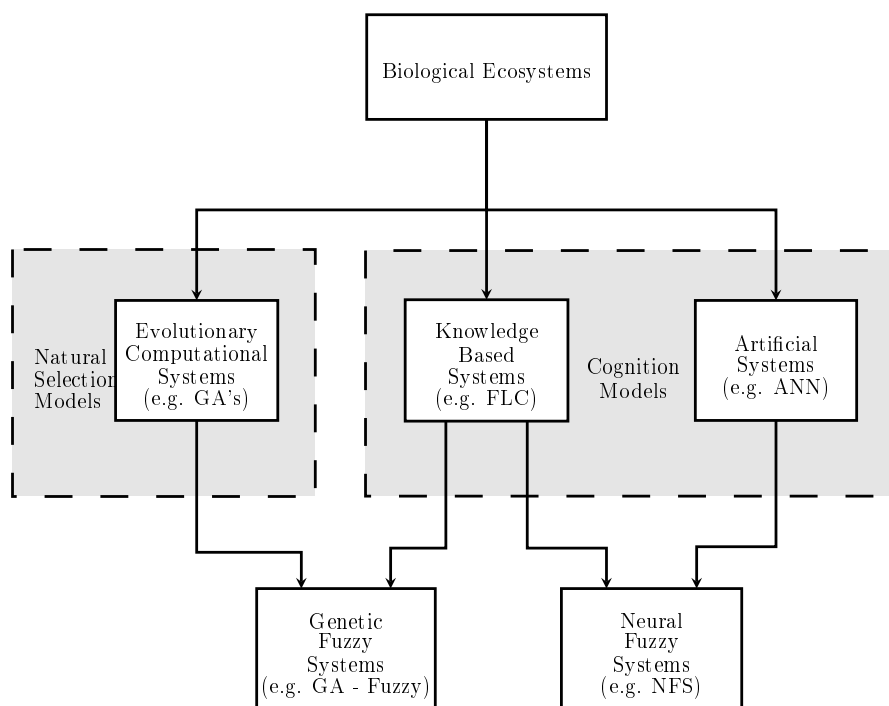 Biological Ecosystems
Natural
Selection
Models
Evolutionary
Computational
Systems
(e.g. GA's)
Knowledge
Based
Systems
(e.g. FLC)
Cognition
Models
Artificial
Systems
(e.g. ANN)
Genetic
Fuzzy
Systems
(e.g. GA - Fuzzy)
Neural
Fuzzy
Systems
(e.g. NFS)